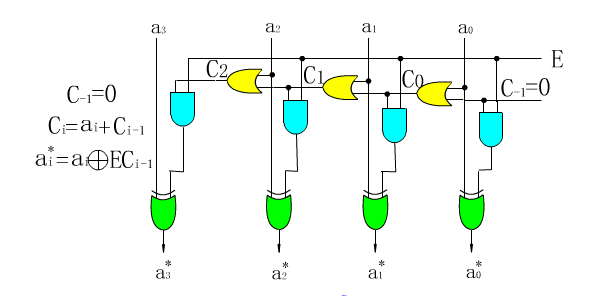 a₃ a₂ a₁ a₀
E
C2 C1 C0 C₋₁=0
C₋₁=0
Cᵢ=aᵢ+Cᵢ₋₁
aᵢ*=aᵢ⊕ECᵢ₋₁
a₃* a₂* a₁* a₀*